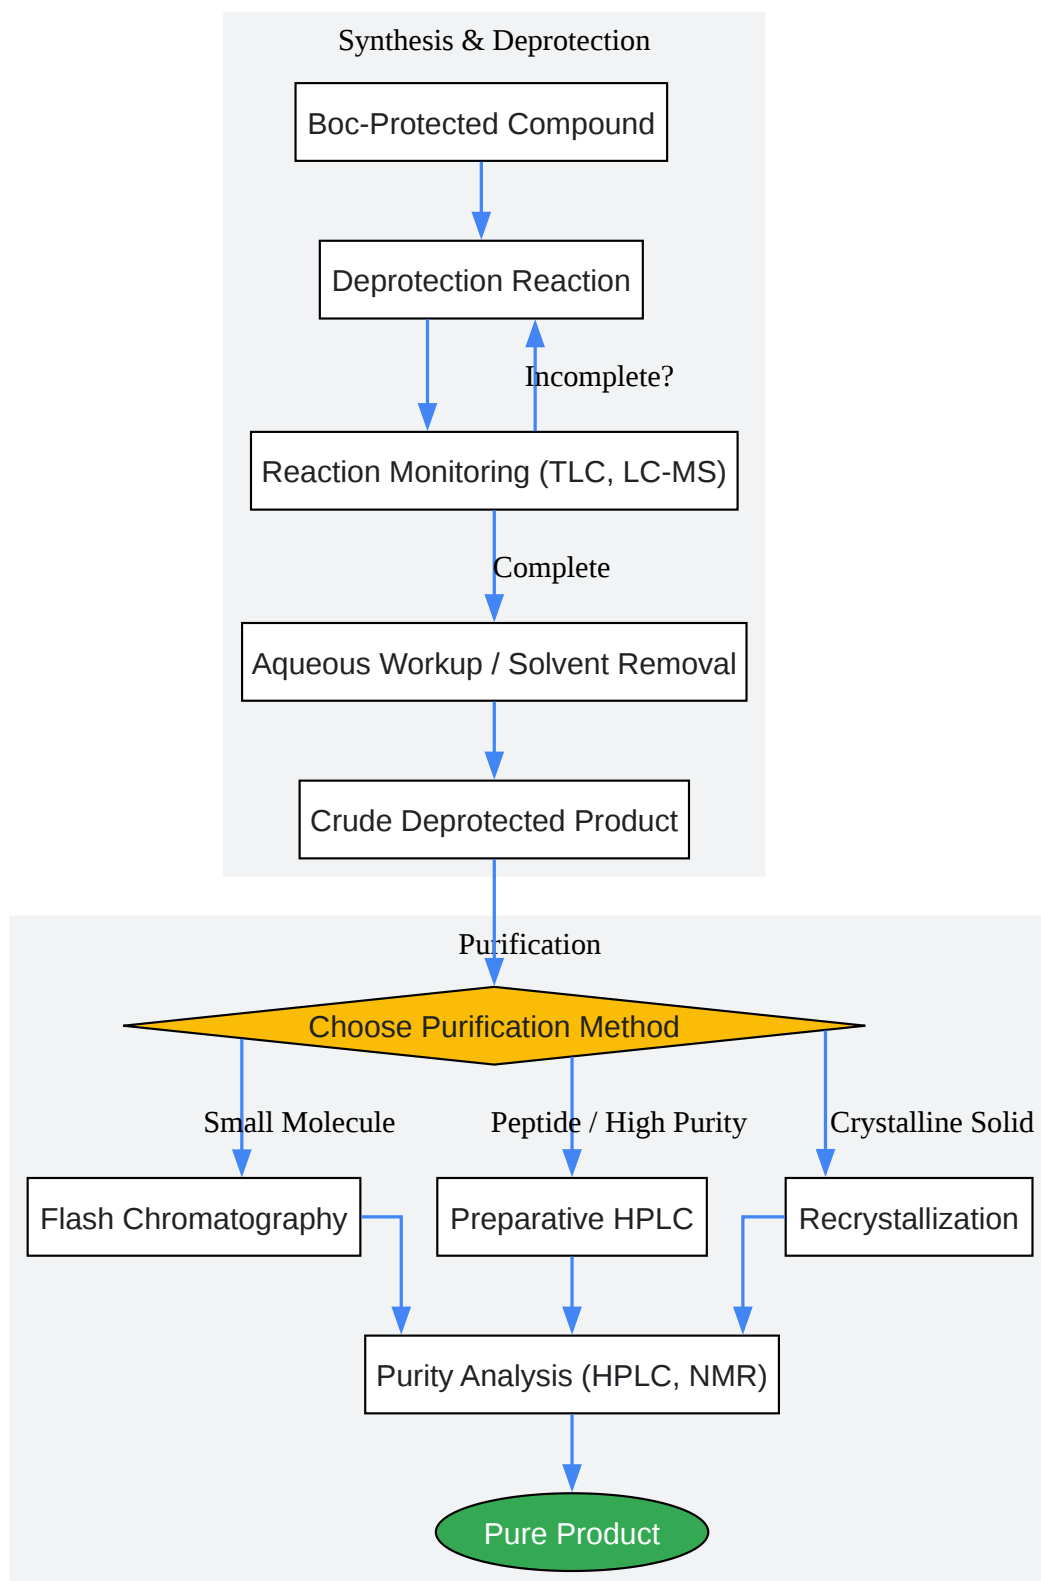 Synthesis & Deprotection
Boc-Protected Compound
Deprotection Reaction
Incomplete?
Reaction Monitoring (TLC, LC-MS)
Complete
Aqueous Workup / Solvent Removal
Crude Deprotected Product
Purification
Choose Purification Method
Small Molecule
Peptide / High Purity
Crystalline Solid
Flash Chromatography
Preparative HPLC
Recrystallization
Purity Analysis (HPLC, NMR)
Pure Product